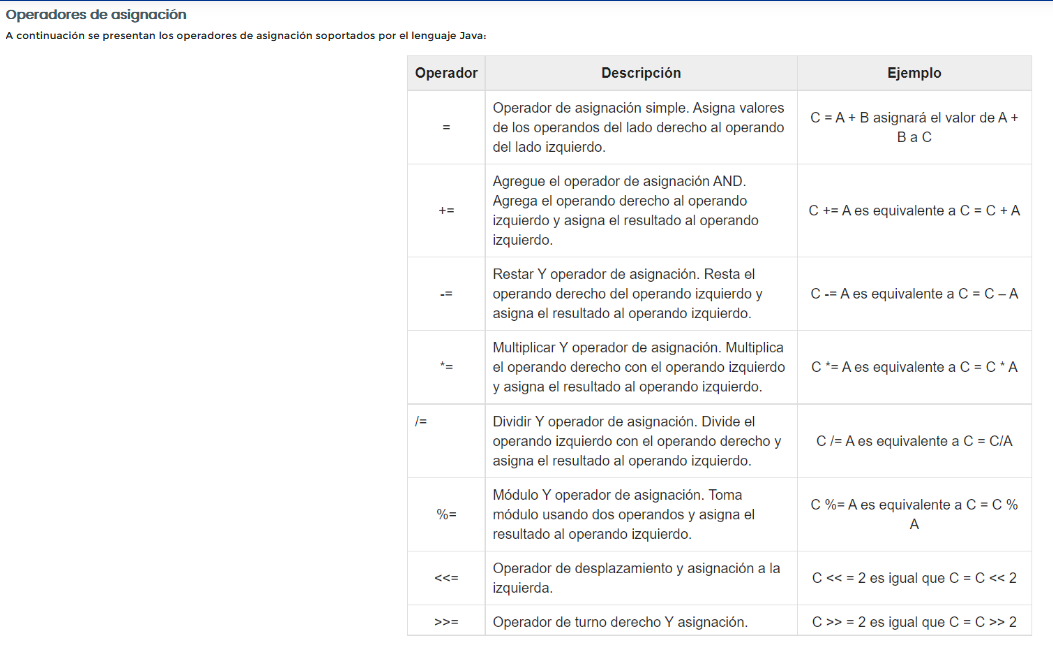 Operadores de asignación
A continuación se presentan los operadores de asignación soportados por el lenguaje Java:
Operador Descripción Ejemplo
=
Operador de asignación simple. Asigna valores
de los operandos del lado derecho al operando
del lado izquierdo.
C = A + B asignará el valor de A +
B a C
+=
Agregue el operador de asignación AND.
Agrega el operando derecho al operando
izquierdo y asigna el resultado al operando
izquierdo.
C += A es equivalente a C = C + A
-=
Restar Y operador de asignación. Resta el
operando derecho del operando izquierdo y
asigna el resultado al operando izquierdo.
C -= A es equivalente a C = C – A
*=
Multiplicar Y operador de asignación. Multiplica
el operando derecho con el operando izquierdo
y asigna el resultado al operando izquierdo.
C *= A es equivalente a C = C * A
/=
Dividir Y operador de asignación. Divide el
operando izquierdo con el operando derecho y
asigna el resultado al operando izquierdo.
C /= A es equivalente a C = C/A
%=
Módulo Y operador de asignación. Toma
módulo usando dos operandos y asigna el
resultado al operando izquierdo.
C %= A es equivalente a C = C %
A
<<=
Operador de desplazamiento y asignación a la
izquierda.
C << = 2 es igual que C = C << 2
>>=
Operador de turno derecho Y asignación.
C >> = 2 es igual que C = C >> 2